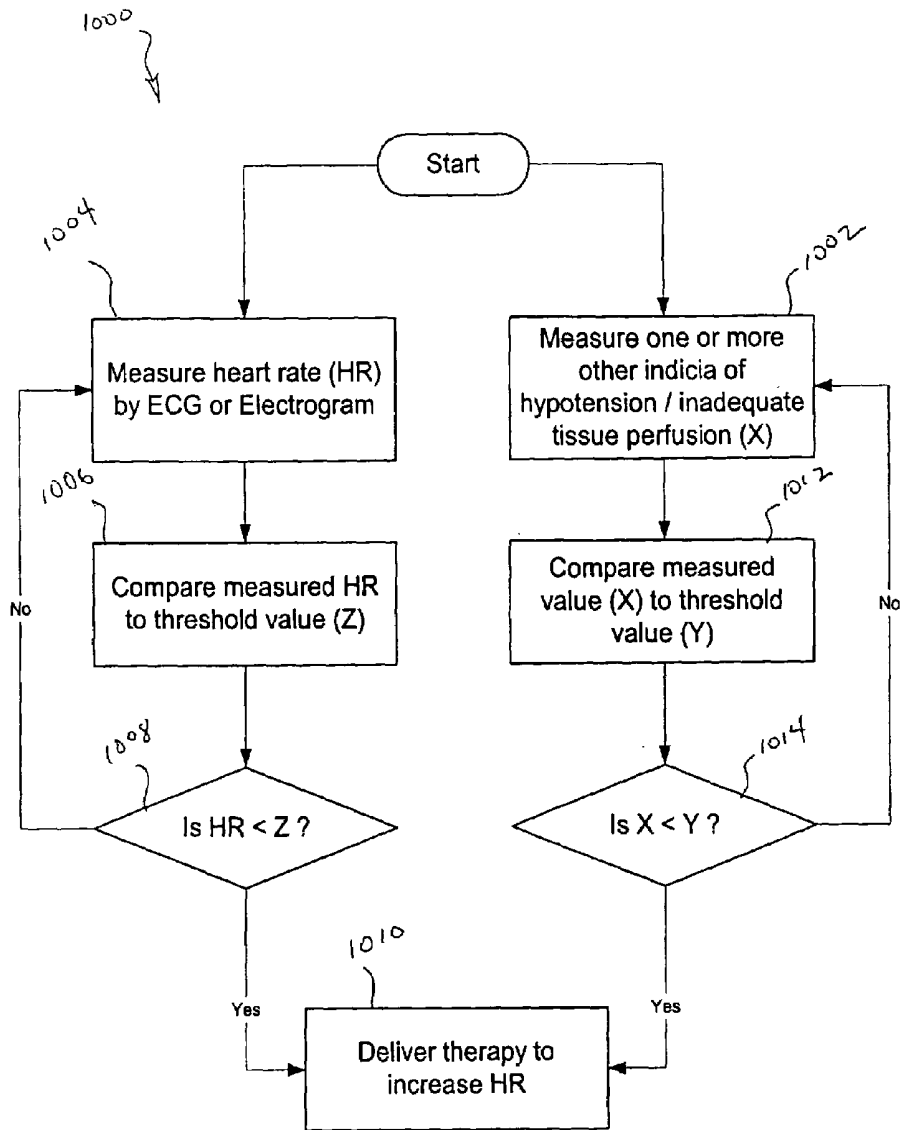 1000
Start
1004
1002
Measure heart rate (HR)
by ECG or Electrogram
Measure one or more
other indicia of
hypotension / inadequate
tissue perfusion (X)
1006
1012
Compare measured HR
to threshold value (Z)
Compare measured
value (X) to threshold
value (Y)
No
No
1008
1014
Is HR < Z ?
Is X < Y ?
1010
Yes
Yes
Deliver therapy to
increase HR